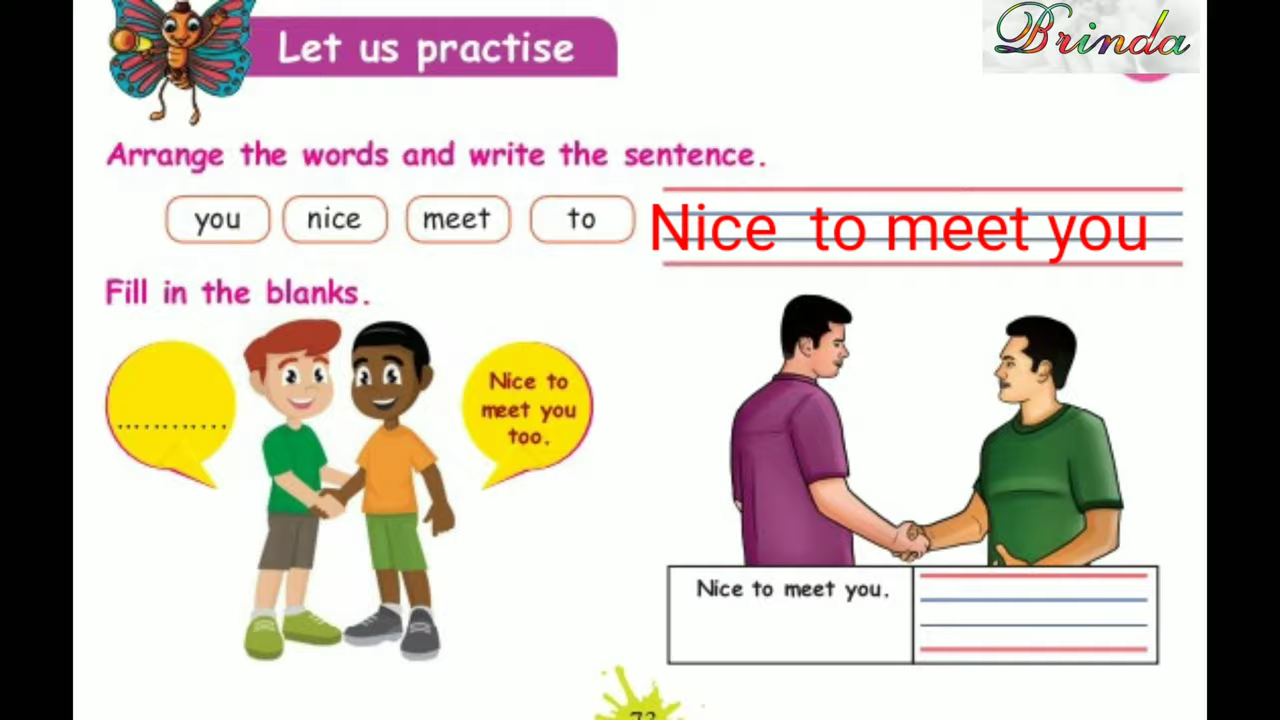 Brinda
Let us practise
Arrange the words and write the sentence.
you nice meet to Nice to meet you
Fill in the blanks.
............
Nice to
meet you
too.
Nice to meet you.
73